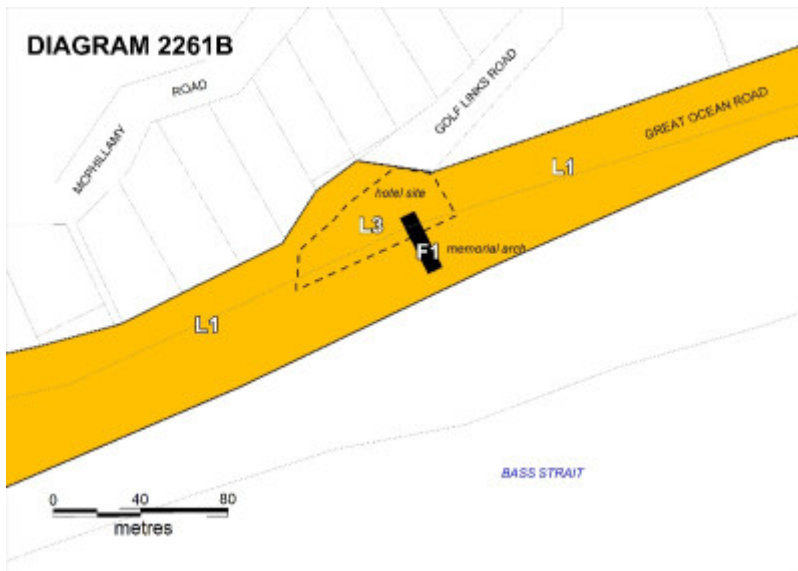 DIAGRAM 2261B
ROAD
MCPHILLAMY
GOLF LINKS ROAD
GREAT OCEAN ROAD
L1
hotel site
L3
F1
memorial arch
L1
BASS STRAIT
0 40 80
metres